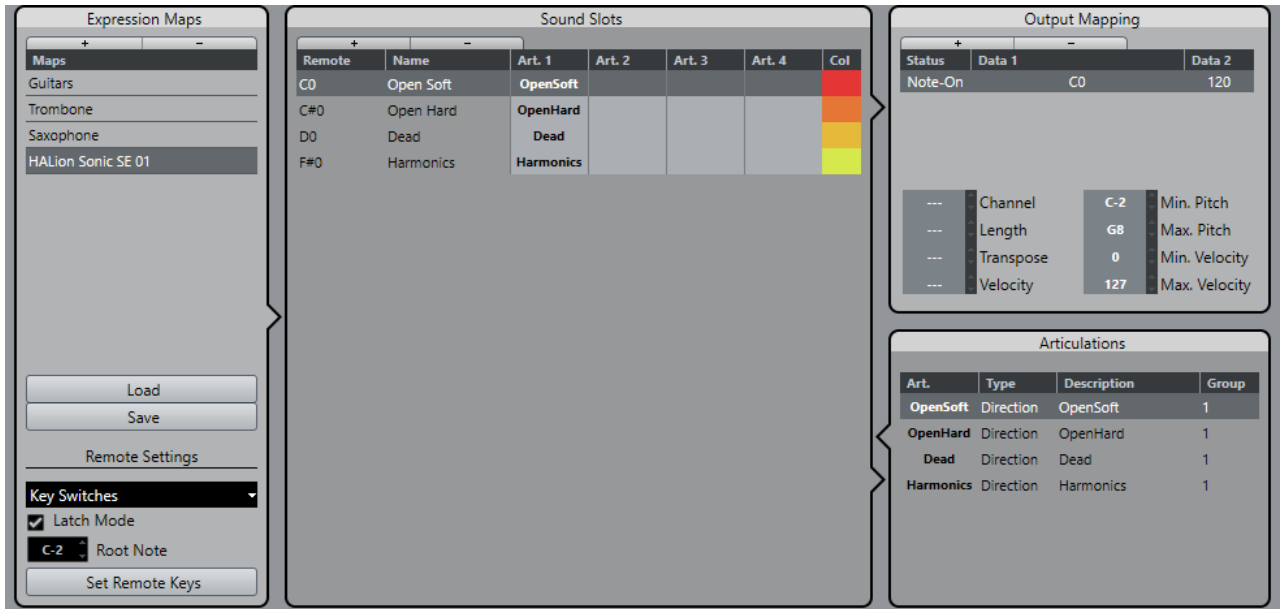 Expression Maps
+ -
Maps
Guitars
Trombone
Saxophone
HALion Sonic SE 01
Load
Save
Remote Settings
Key Switches
Latch Mode
C-2 Root Note
Set Remote Keys
Sound Slots
+ -
Remote Name Art. 1 Art. 2 Art. 3 Art. 4 Col
C0 Open Soft OpenSoft
C#0 Open Hard OpenHard
D0 Dead Dead
F#0 Harmonics Harmonics
Output Mapping
+ -
Status Data 1 Data 2
Note-On C0 120
--- Channel C-2 Min. Pitch
--- Length G8 Max. Pitch
--- Transpose 0 Min. Velocity
--- Velocity 127 Max. Velocity
Articulations
Art. Type Description Group
OpenSoft Direction OpenSoft 1
OpenHard Direction OpenHard 1
Dead Direction Dead 1
Harmonics Direction Harmonics 1